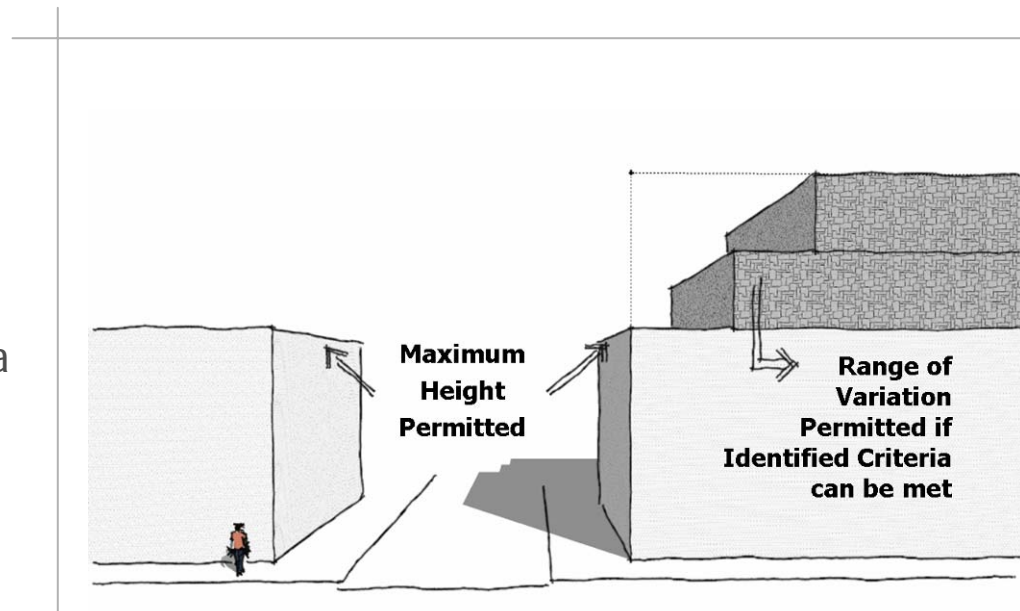 a
Maximum
Height
Permitted
Range of
Variation
Permitted if
Identified Criteria
can be met